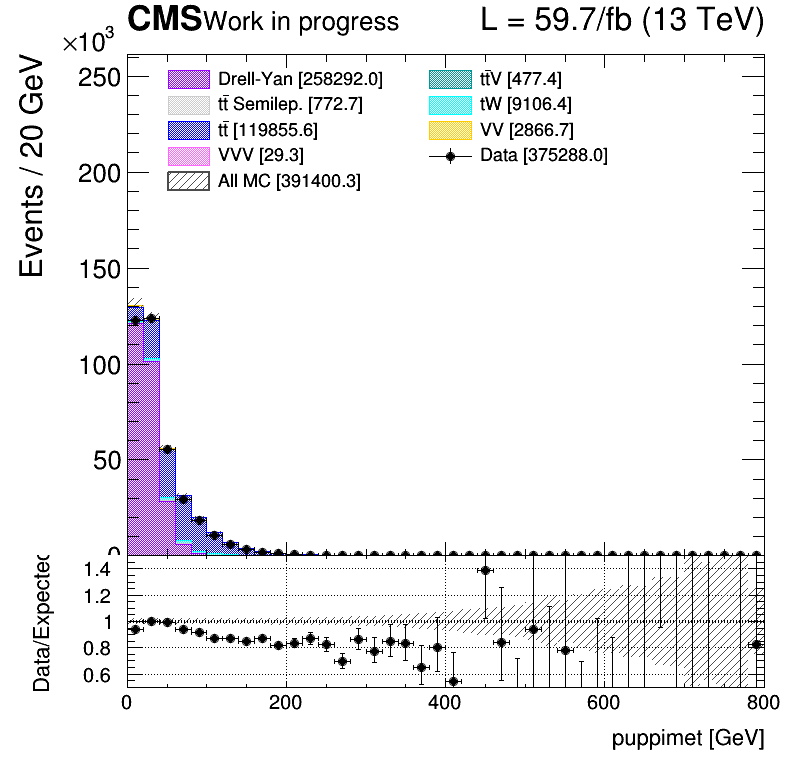 CMS Work in progress L = 59.7/fb (13 TeV)
×10³
Events / 20 GeV
250
200
150
100
50
0
Drell-Yan [258292.0]
tt̄ Semilep. [772.7]
tt̄ [119855.6]
VVV [29.3]
All MC [391400.3]
tt̄V [477.4]
tW [9106.4]
VV [2866.7]
Data [375288.0]
Data/Expected
1.4
1.2
1
0.8
0.6
0 200 400 600 800
puppimet [GeV]